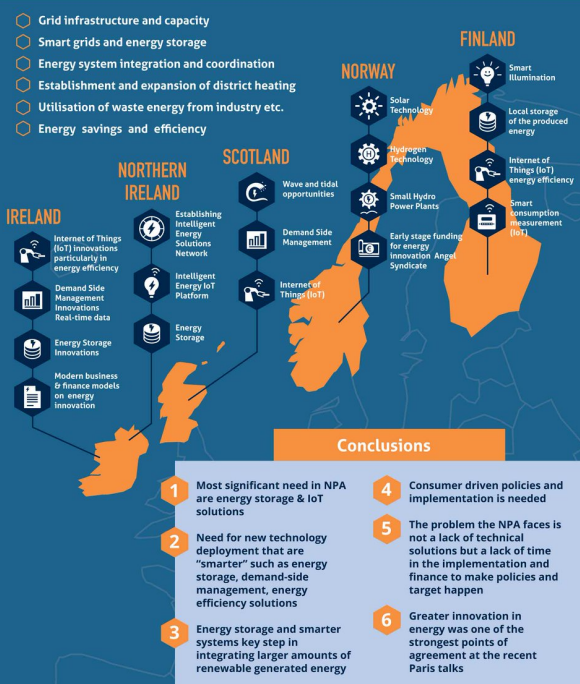 Grid infrastructure and capacity
Smart grids and energy storage
Energy system integration and coordination
Establishment and expansion of district heating
Utilisation of waste energy from industry etc.
Energy savings and efficiency
IRELAND
Internet of Things
(IoT) innovations
particularly in
energy efficiency
Demand Side
Management
Innovations
Real-time data
Energy Storage
Innovations
Modern business
& finance models
on energy
innovation
NORTHERN
IRELAND
Establishing
Intelligent
Energy
Solutions
Network
Intelligent
Energy IoT
Platform
Energy
Storage
SCOTLAND
Wave and tidal
opportunities
Demand Side
Management
Internet of
Things (IoT)
NORWAY
Solar
Technology
Hydrogen
Technology
Small Hydro
Power Plants
Early stage funding
for energy
innovation Angel
Syndicate
FINLAND
Smart
Illumination
Local storage
of the produced
energy
Internet of
Things (IoT)
energy efficiency
Smart
consumption
measurement
(IoT)
Conclusions
1
Most significant need in NPA
are energy storage & IoT
solutions
2
Need for new technology
deployment that are
"smarter" such as energy
storage, demand-side
management, energy
efficiency solutions
3
Energy storage and smarter
systems key step in
integrating larger amounts of
renewable generated energy
4
Consumer driven policies and
implementation is needed
5
The problem the NPA faces is
not a lack of technical
solutions but a lack of time
in the implementation and
finance to make policies and
target happen
6
Greater innovation in
energy was one of the
strongest points of
agreement at the recent
Paris talks